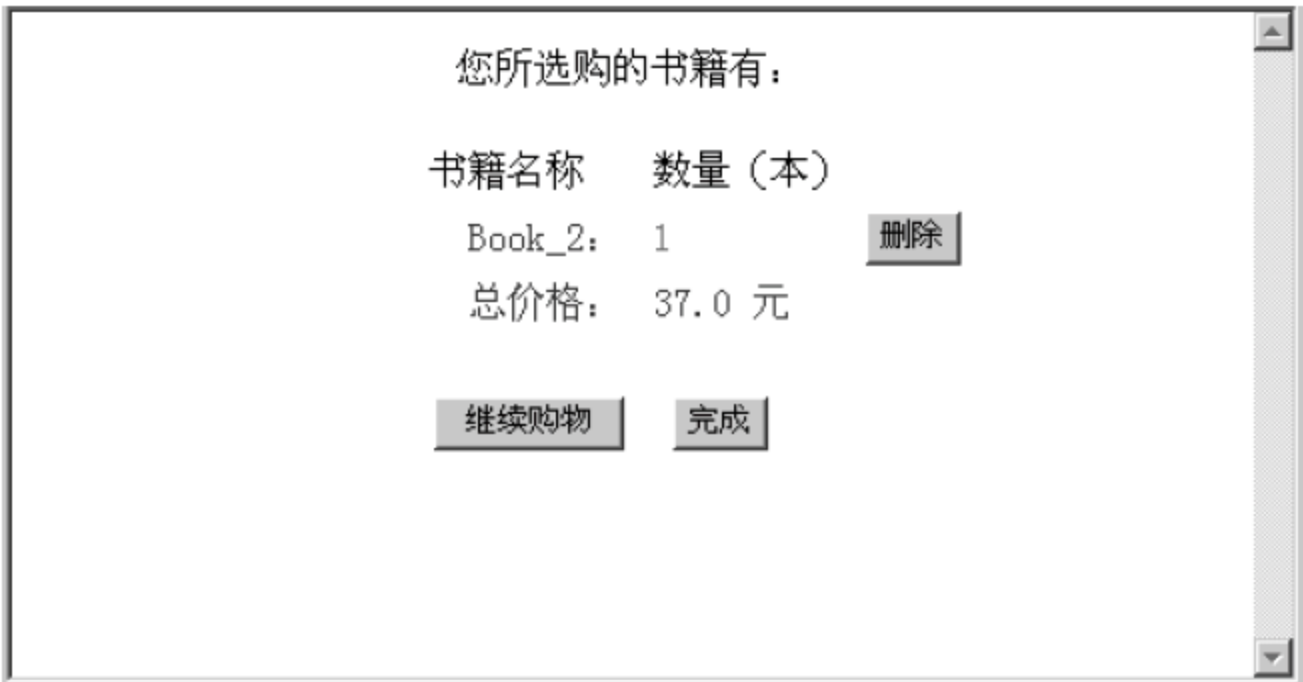 您所选购的书籍有：
书籍名称 数量（本）
Book_2： 1 删除
总价格： 37.0 元
继续购物 完成